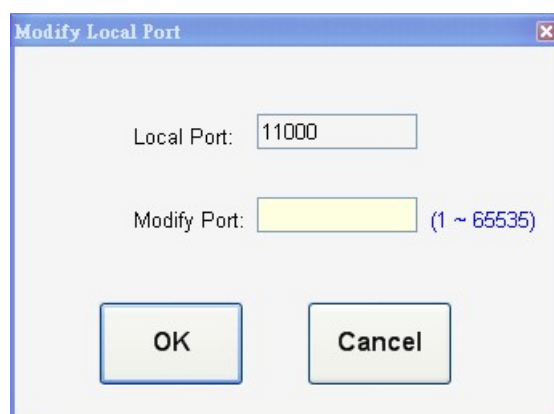 Modify Local Port
Local Port: 11000
Modify Port: (1 ~ 65535)
OK Cancel